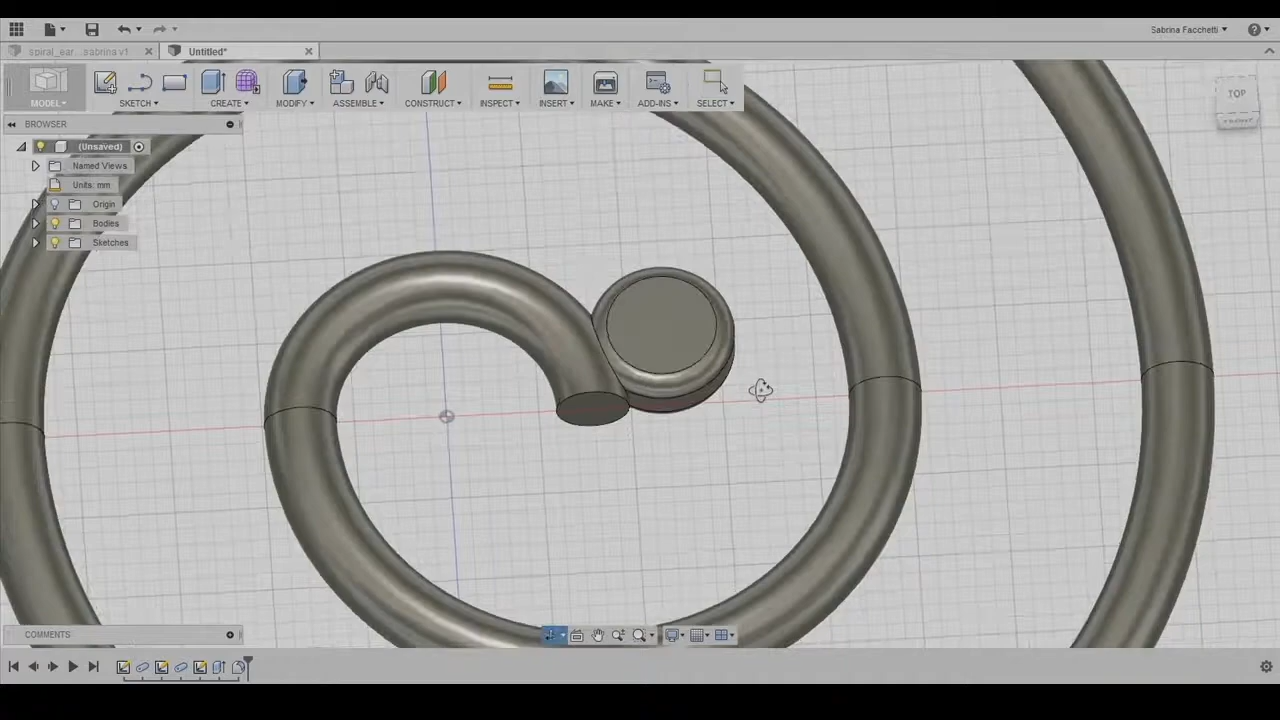 Sabrina Facchetti
spiral_ear...sabrina v1
Untitled*
MODEL
SKETCH
CREATE
MODIFY
ASSEMBLE
CONSTRUCT
INSPECT
INSERT
MAKE
ADD-INS
SELECT
TOP
FRONT
BROWSER
(Unsaved)
Named Views
Units: mm
Origin
Bodies
Sketches
COMMENTS